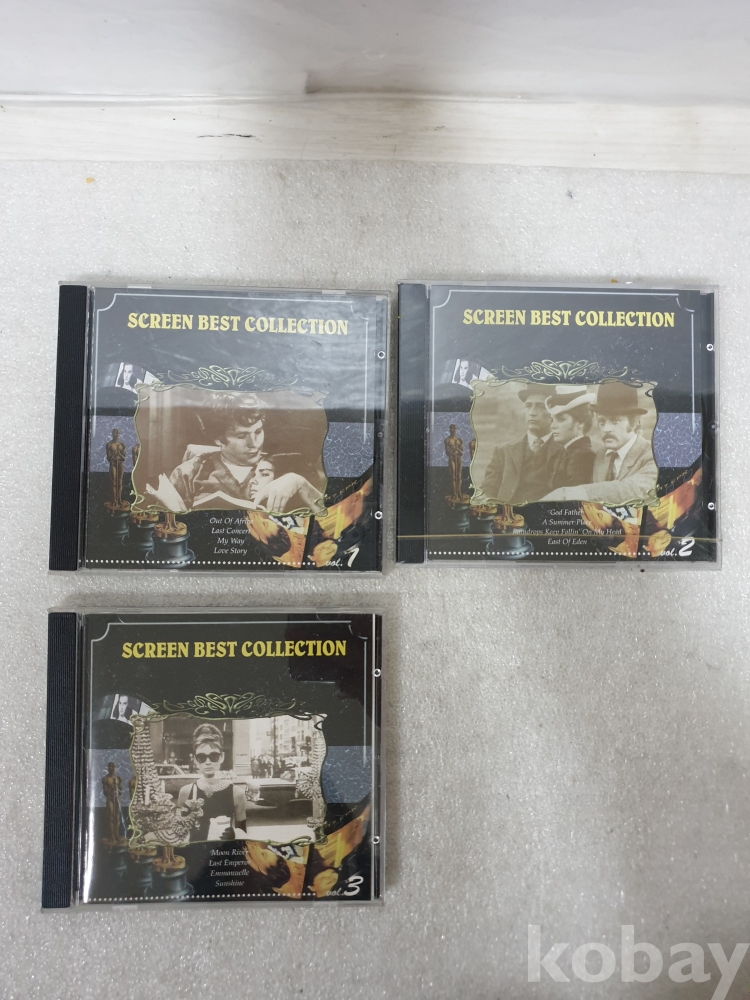 SCREEN BEST COLLECTION
Out Of Africa
Last Concert
My Way
Love Story
vol. 1
SCREEN BEST COLLECTION
God Father
A Summer Place
Raindrops Keep Fallin' On My Head
East Of Eden
vol. 2
SCREEN BEST COLLECTION
Moon River
Last Emperor
Emmanuelle
Sunshine
vol. 3
kobay